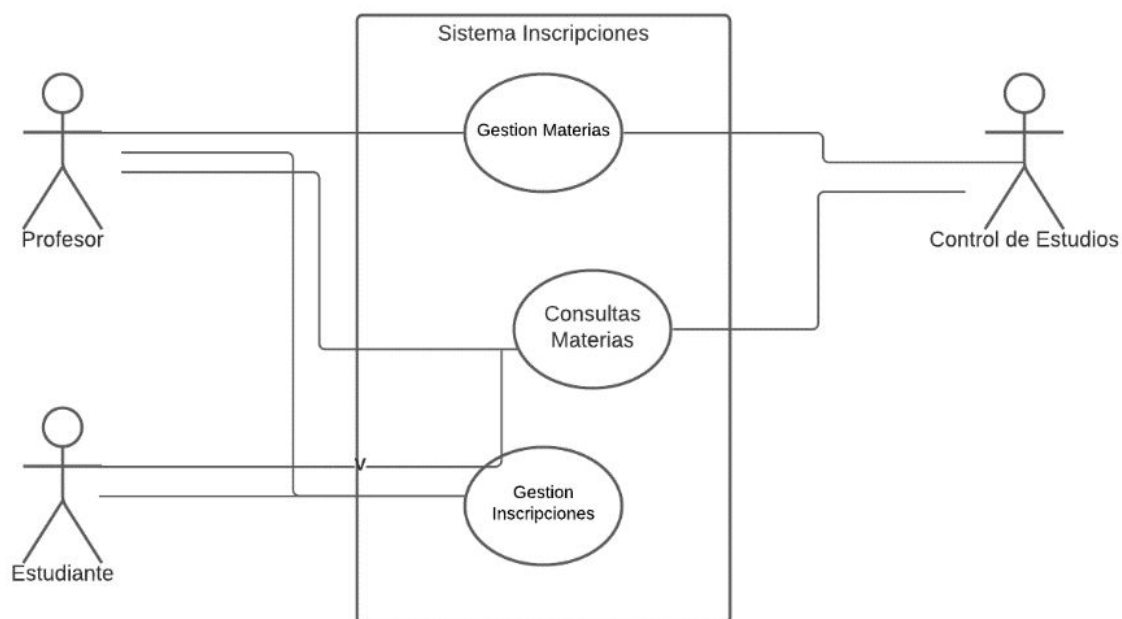 Sistema Inscripciones
Gestion Materias
Profesor
Control de Estudios
Consultas
Materias
v
Gestion
Inscripciones
Estudiante